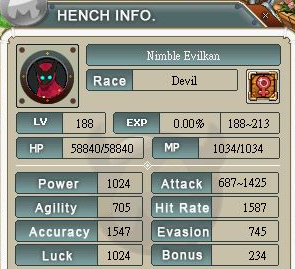 HENCH INFO.
Nimble Evilkan
Race Devil
LV 188 EXP 0.00% 188~213
HP 58840/58840 MP 1034/1034
Power 1024 Attack 687~1425
Agility 705 Hit Rate 1587
Accuracy 1547 Evasion 745
Luck 1024 Bonus 234